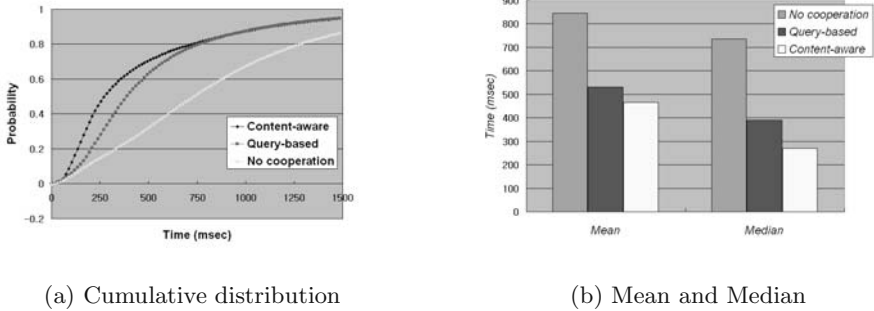 1
0.8
0.6
0.4
0.2
0
-0.2
Probability
0 250 500 750 1000 1250 1500
Time (msec)
Content-aware
Query-based
No cooperation
(a) Cumulative distribution
900
800
700
600
500
400
300
200
100
0
Time (msec)
Mean Median
No cooperation
Query-based
Content-aware
(b) Mean and Median